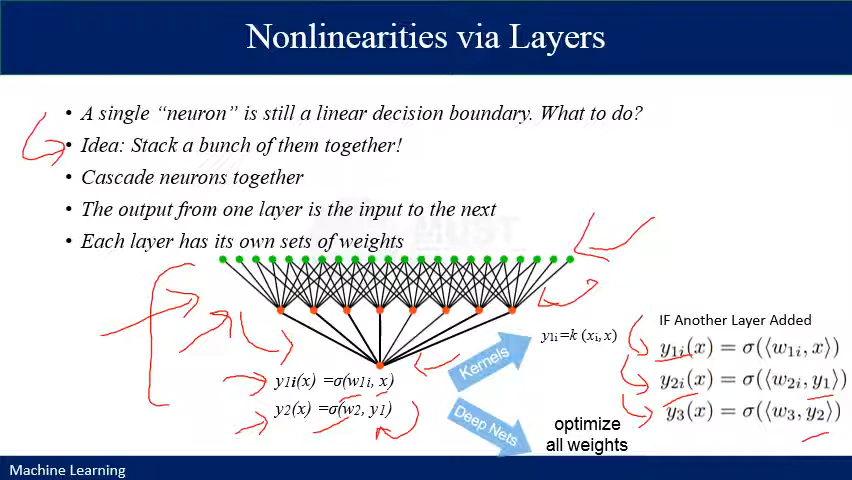 Nonlinearities via Layers
• A single “neuron” is still a linear decision boundary. What to do?
• Idea: Stack a bunch of them together!
• Cascade neurons together
• The output from one layer is the input to the next
• Each layer has its own sets of weights
MUST
IF Another Layer Added
y₁ᵢ=k (xᵢ, x)
y₁ᵢ(x) = σ(⟨w₁ᵢ, x⟩)
Kernels
y₁ᵢ(x) =σ(w₁ᵢ, x)
y₂ᵢ(x) = σ(⟨w₂ᵢ, y₁⟩)
y₂(x) =σ(w₂, y₁)
y₃(x) = σ(⟨w₃, y₂⟩)
Deep Nets
optimize
all weights
Machine Learning